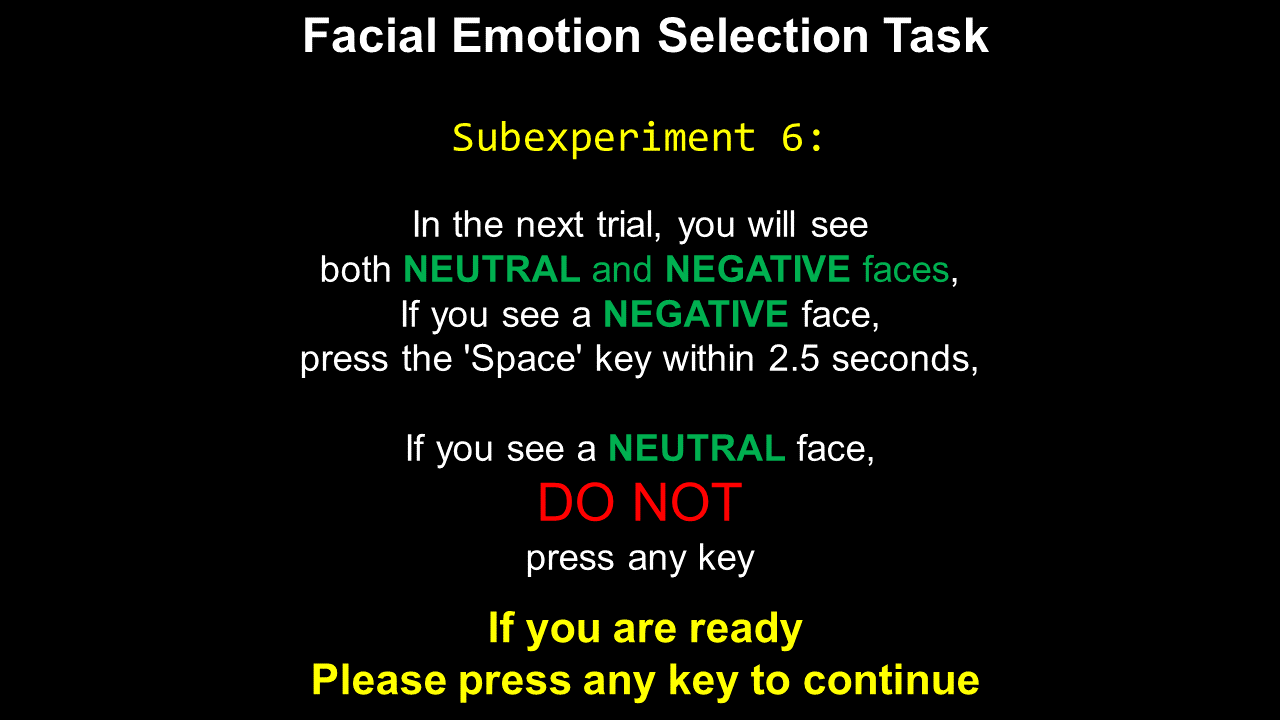 Facial Emotion Selection Task
Subexperiment 6:
In the next trial, you will see
both NEUTRAL and NEGATIVE faces,
If you see a NEGATIVE face,
press the 'Space' key within 2.5 seconds,
If you see a NEUTRAL face,
DO NOT
press any key
If you are ready
Please press any key to continue